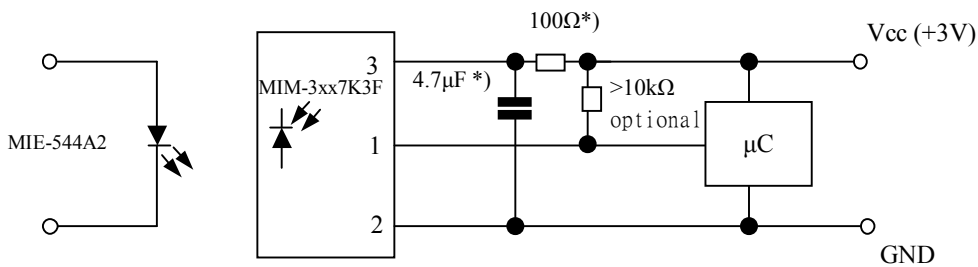 100Ω*)
Vcc (+3V)
3
MIM-3xx7K3F
4.7µF *)
>10kΩ
optional
MIE-544A2
1
µC
2
GND